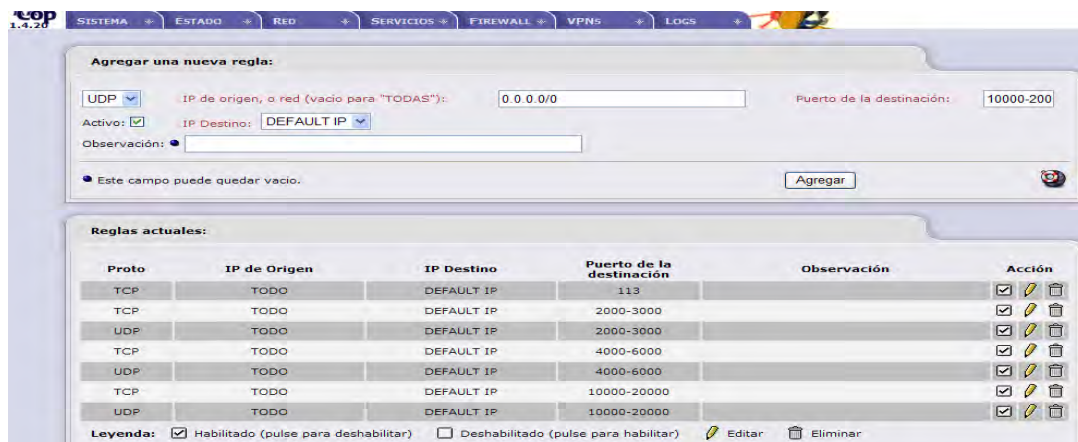 1.4.20
SISTEMA ESTADO RED SERVICIOS FIREWALL VPNS LOGS
Agregar una nueva regla:
UDP IP de origen, o red (vacio para "TODAS"): 0.0.0.0/0 Puerto de la destinación: 10000-200
Activo: IP Destino: DEFAULT IP
Observación:
Este campo puede quedar vacio. Agregar
Reglas actuales:
Proto IP de Origen IP Destino Puerto de la destinación Observación Acción
TCP TODO DEFAULT IP 113
TCP TODO DEFAULT IP 2000-3000
UDP TODO DEFAULT IP 2000-3000
TCP TODO DEFAULT IP 4000-6000
UDP TODO DEFAULT IP 4000-6000
TCP TODO DEFAULT IP 10000-20000
UDP TODO DEFAULT IP 10000-20000
Leyenda: Habilitado (pulse para deshabilitar) Deshabilitado (pulse para habilitar) Editar Eliminar